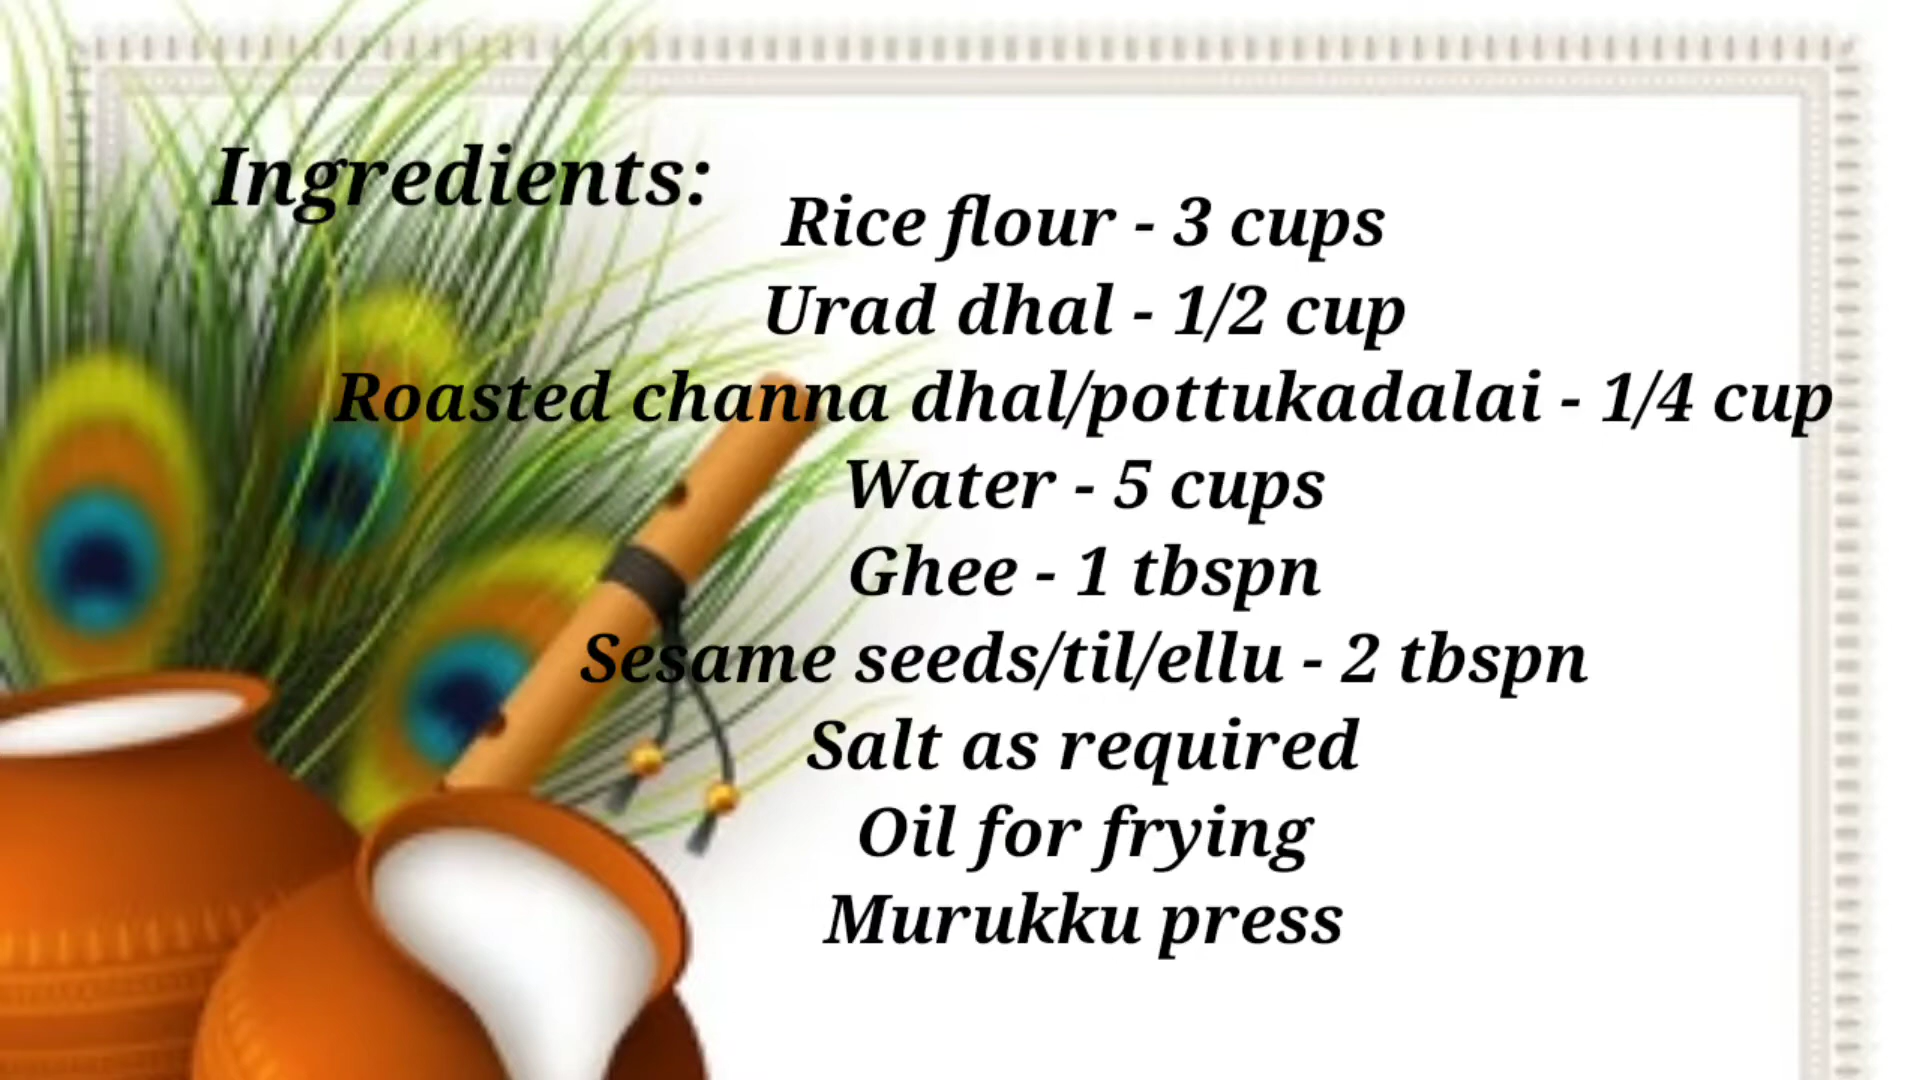 Ingredients:
Rice flour - 3 cups
Urad dhal - 1/2 cup
Roasted channa dhal/pottukadalai - 1/4 cup
Water - 5 cups
Ghee - 1 tbspn
Sesame seeds/til/ellu - 2 tbspn
Salt as required
Oil for frying
Murukku press